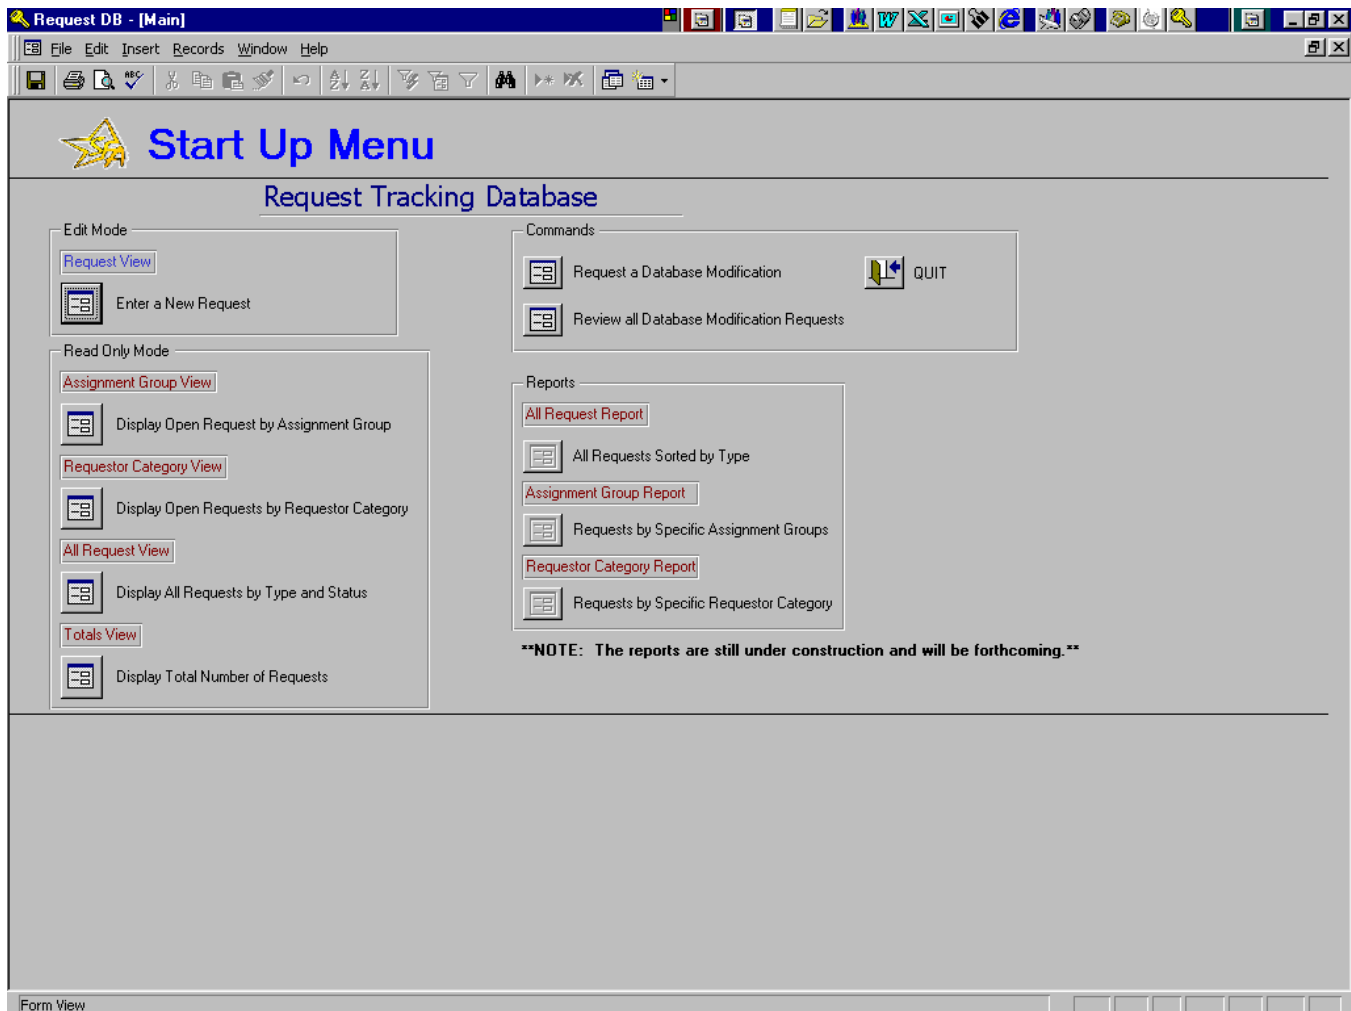 Request DB - [Main]
File Edit Insert Records Window Help
Start Up Menu
Request Tracking Database
Edit Mode
Request View
Enter a New Request
Read Only Mode
Assignment Group View
Display Open Request by Assignment Group
Requestor Category View
Display Open Requests by Requestor Category
All Request View
Display All Requests by Type and Status
Totals View
Display Total Number of Requests
Commands
Request a Database Modification
QUIT
Review all Database Modification Requests
Reports
All Request Report
All Requests Sorted by Type
Assignment Group Report
Requests by Specific Assignment Groups
Requestor Category Report
Requests by Specific Requestor Category
**NOTE: The reports are still under construction and will be forthcoming.**
Form View